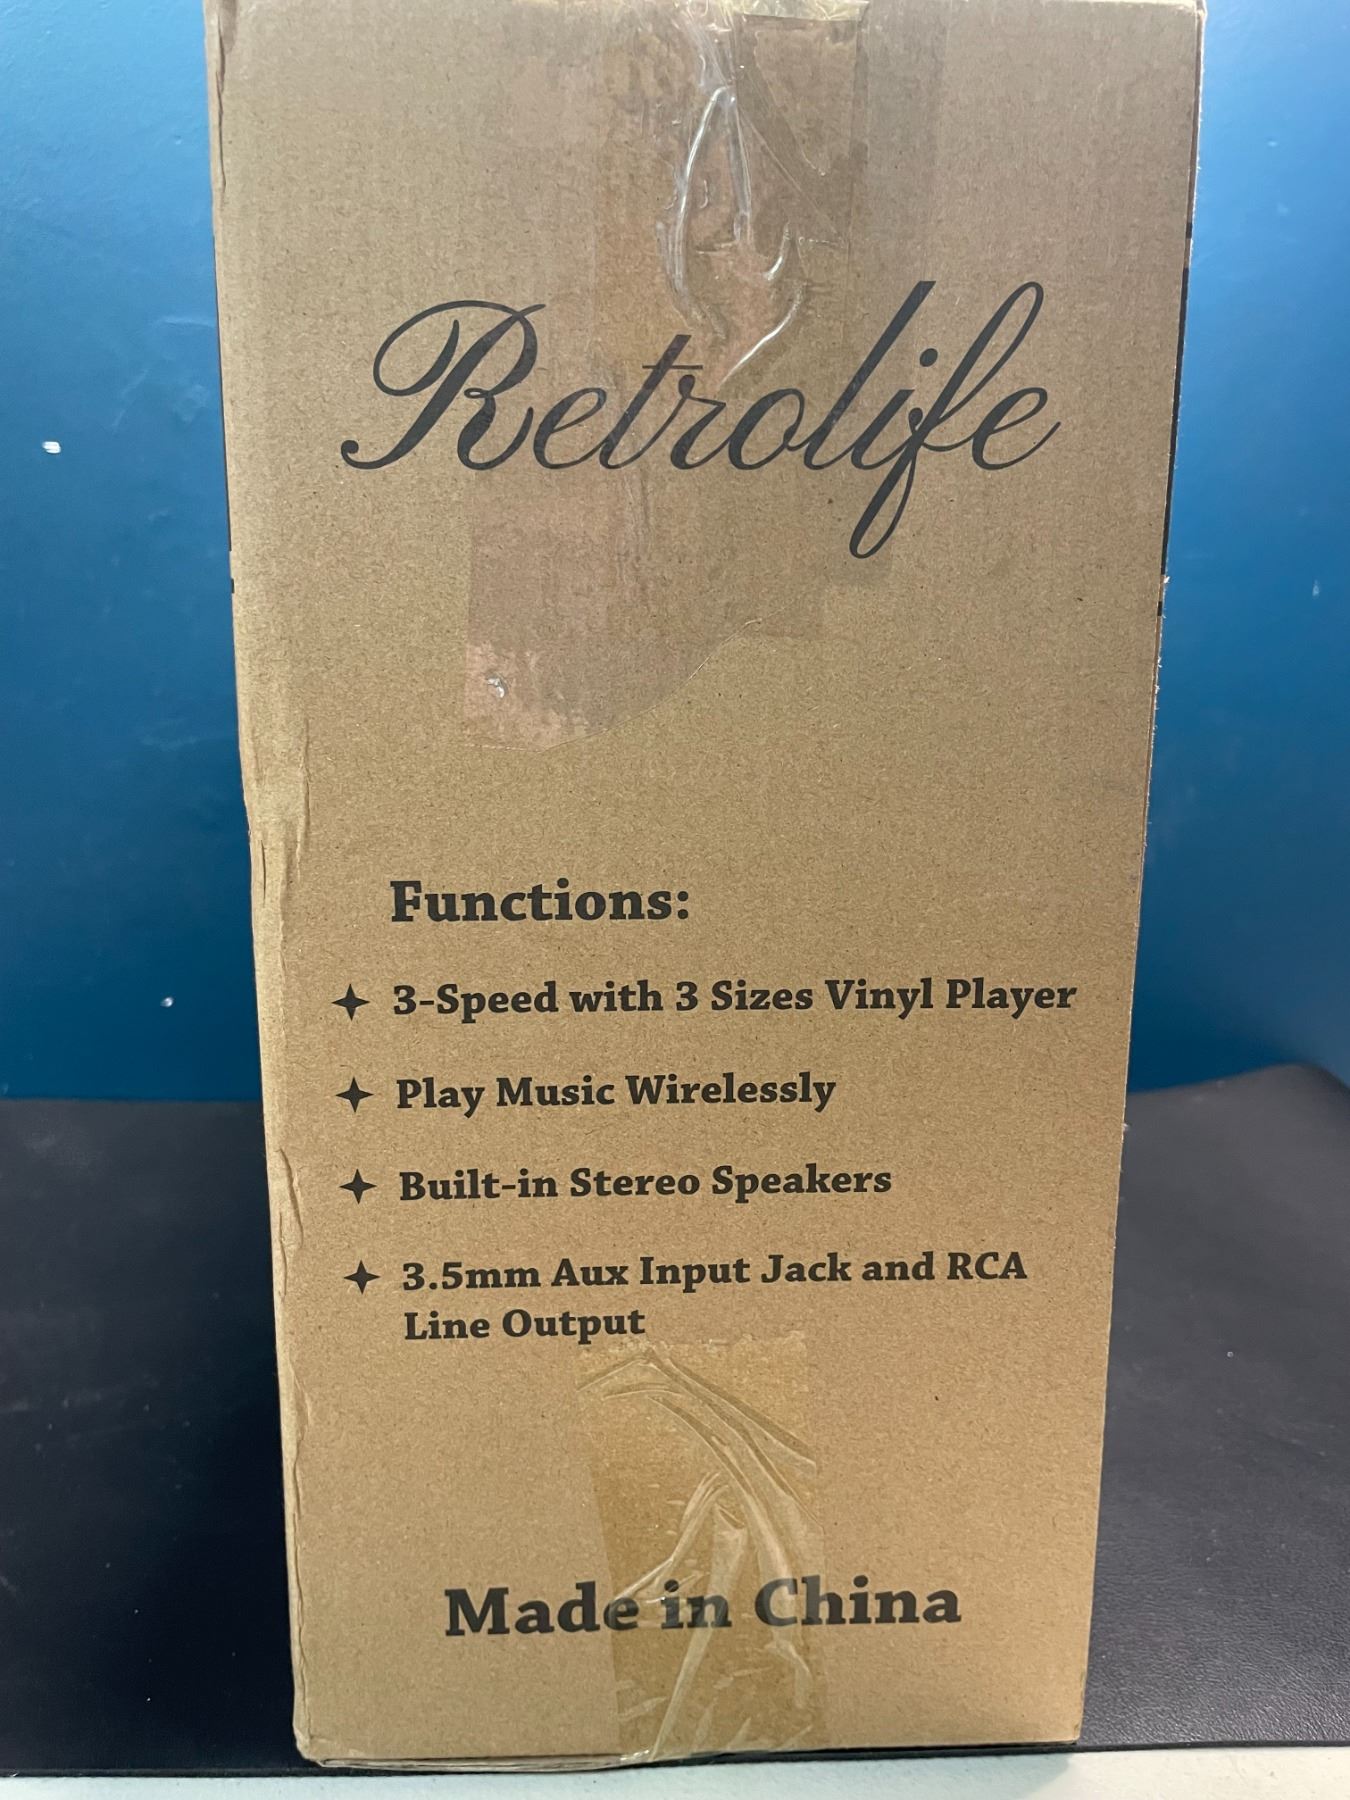 Retrolife
Functions:
3-Speed with 3 Sizes Vinyl Player
Play Music Wirelessly
Built-in Stereo Speakers
3.5mm Aux Input Jack and RCA
Line Output
Made in China